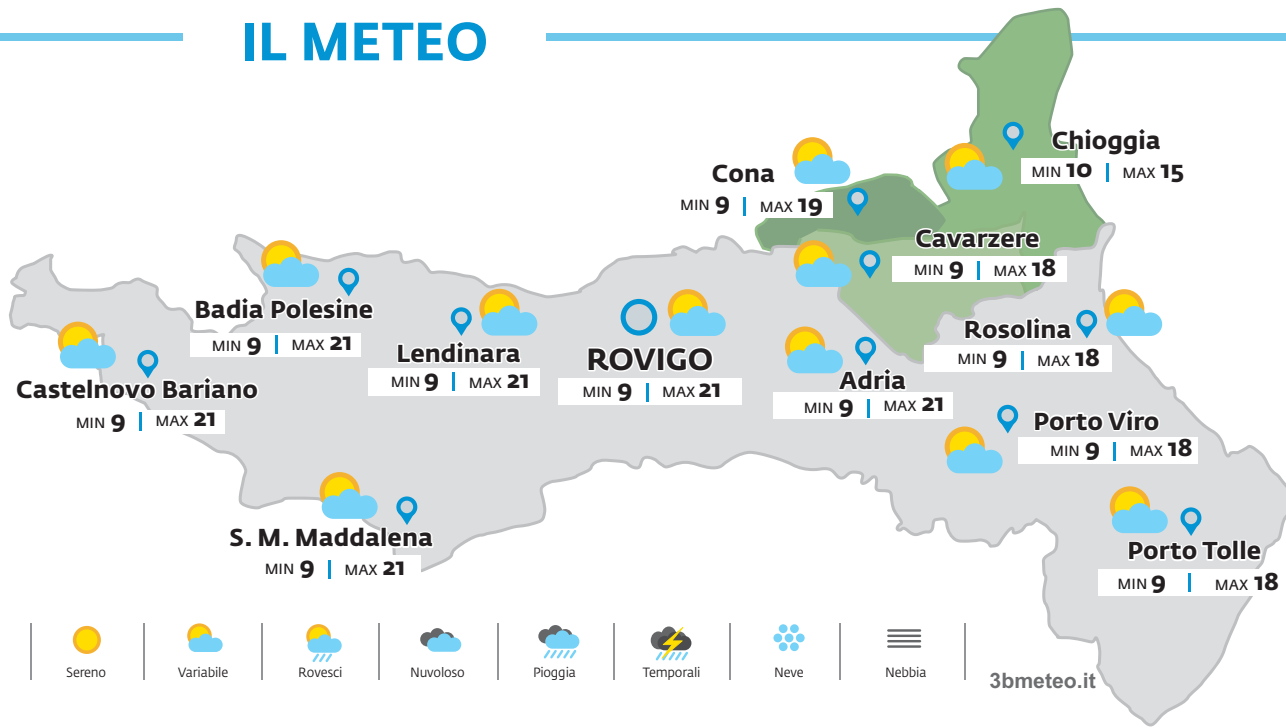 IL METEO
Chioggia
MIN 10 | MAX 15
Cona
MIN 9 | MAX 19
Cavarzere
MIN 9 | MAX 18
Badia Polesine
MIN 9 | MAX 21
Lendinara
MIN 9 | MAX 21
ROVIGO
MIN 9 | MAX 21
Rosolina
MIN 9 | MAX 18
Adria
MIN 9 | MAX 21
Castelnovo Bariano
MIN 9 | MAX 21
Porto Viro
MIN 9 | MAX 18
S. M. Maddalena
MIN 9 | MAX 21
Porto Tolle
MIN 9 | MAX 18
Sereno
Variabile
Rovesci
Nuvoloso
Pioggia
Temporali
Neve
Nebbia
3bmeteo.it